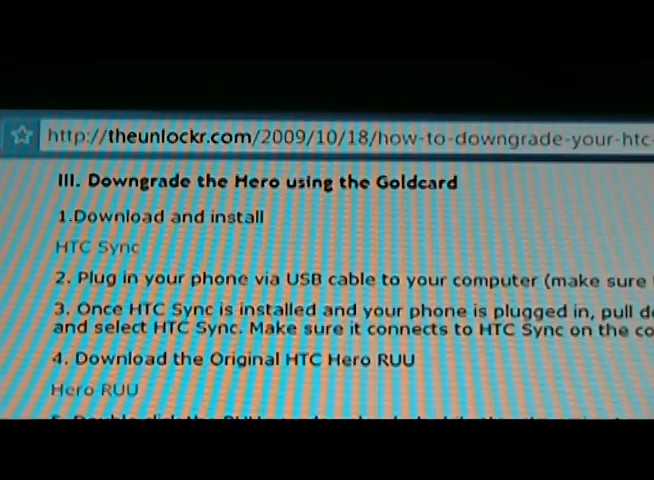 http://theunlockr.com/2009/10/18/how-to-downgrade-your-htc-
III. Downgrade the Hero using the Goldcard
1.Download and install
HTC Sync
2. Plug in your phone via USB cable to your computer (make sure
3. Once HTC Sync is installed and your phone is plugged in, pull
and select HTC Sync. Make sure it connects to HTC Sync on the
4. Download the Original HTC Hero RUU
Hero RUU